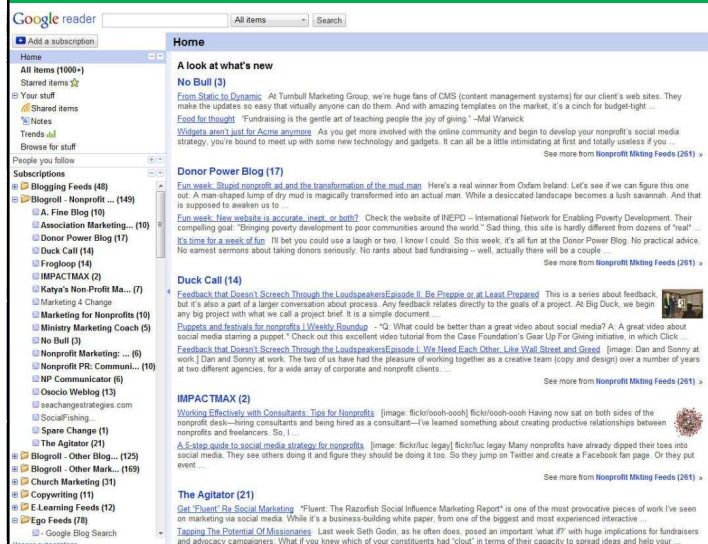 Google reader
All items
Search
Add a subscription
Home
All items (1000+)
Starred items
Your stuff
Shared items
Notes
Trends
Browse for stuff
People you follow
Subscriptions
Blogging Feeds (48)
Blogroll - Nonprofit ... (149)
A. Fine Blog (10)
Association Marketing... (10)
Donor Power Blog (17)
Duck Call (14)
Frogloop (14)
IMPACTMAX (2)
Katya's Non-Profit Ma... (7)
Marketing 4 Change
Marketing for Nonprofits (10)
Ministry Marketing Coach (5)
No Bull (3)
Nonprofit Marketing: ... (6)
Nonprofit PR: Communi... (10)
NP Communicator (6)
Osocio Weblog (13)
seachangestrategies.com
SocialFishing...
Spare Change (1)
The Agitator (21)
Blogroll - Other Blog... (125)
Blogroll - Other Mark... (169)
Church Marketing (31)
Copywriting (11)
E-Learning Feeds (12)
Ego Feeds (78)
- Google Blog Search
Home
A look at what's new
No Bull (3)
From Static to Dynamic At Turnbull Marketing Group, we're huge fans of CMS (content management systems) for our client's web sites. They
make the updates so easy that virtually anyone can do them. And with amazing templates on the market, it's a cinch for budget-tight ...
Food for thought "Fundraising is the gentle art of teaching people the joy of giving." –Mal Warwick
Widgets aren't just for Acme anymore As you get more involved with the online community and begin to develop your nonprofit's social media
strategy, you're bound to meet up with some new technology and gadgets. It can all be a little intimidating at first and totally useless if you ...
See more from Nonprofit Mkting Feeds (261) »
Donor Power Blog (17)
Fun week: Stupid nonprofit ad and the transformation of the mud man Here's a real winner from Oxfam Ireland: Let's see if we can figure this one
out: A man-shaped lump of dry mud is magically transformed into an actual man. While a desiccated landscape becomes a lush savannah. And that
is supposed to awaken us to ...
Fun week: New website is accurate, inept, or both? Check the website of INEPD -- International Network for Enabling Poverty Development. Their
compelling goal: "Bringing poverty development to poor communities around the world." Sad thing, this site is hardly different from dozens of *real* ...
It's time for a week of fun I'll bet you could use a laugh or two. I know I could. So this week, it's all fun at the Donor Power Blog. No practical advice.
No earnest sermons about taking donors seriously. No rants about bad fundraising -- well, actually there will be a couple ...
See more from Nonprofit Mkting Feeds (261) »
Duck Call (14)
Feedback that Doesn't Screech Through the LoudspeakersEpisode II: Be Preppie or at Least Prepared This is a series about feedback,
but it's also a part of a larger conversation about process. Any feedback relates directly to the goals of a project. At Big Duck, we begin
any big project with what we call a project brief. It is a simple document ...
Puppets and festivals for nonprofits | Weekly Roundup - *Q: What could be better than a great video about social media? A: A great video about
social media starring a puppet.* Check out this excellent video tutorial from the Case Foundation's Gear Up For Giving initiative, in which Click ...
Feedback that Doesn't Screech Through the LoudspeakersEpisode I: We Need Each Other, Like Wall Street and Greed [image: Dan and Sonny at
work.] Dan and Sonny at work. The two of us have had the pleasure of working together as a creative team (copy and design) over a number of years
at two different agencies, for a wide array of corporate and nonprofit clients. ...
See more from Nonprofit Mkting Feeds (261) »
IMPACTMAX (2)
Working Effectively with Consultants: Tips for Nonprofits [image: flickr/oooh-oooh] flickr/oooh-oooh Having now sat on both sides of the
nonprofit desk—hiring consultants and being hired as a consultant—I've learned something about creating productive relationships between
nonprofits and freelancers. So, I ...
A 5-step guide to social media strategy for nonprofits [image: flickr/luc legay] flickr/luc legay Many nonprofits have already dipped their toes into
social media. They see others doing it and figure they should be doing it too. So they jump on Twitter and create a Facebook fan page. Or they put
event ...
See more from Nonprofit Mkting Feeds (261) »
The Agitator (21)
Get "Fluent" Re Social Marketing *Fluent: The Razorfish Social Influence Marketing Report* is one of the most provocative pieces of work I've seen
on marketing via social media. While it's a business-building white paper, from one of the biggest and most experienced interactive ...
Tapping The Potential Of Missionaries Last week Seth Godin, as he often does, posed an important 'what if?' with huge implications for fundraisers
and advocacy campaigners: What if you knew which of your constituents had "clout" in terms of their capacity to spread ideas and help your ...